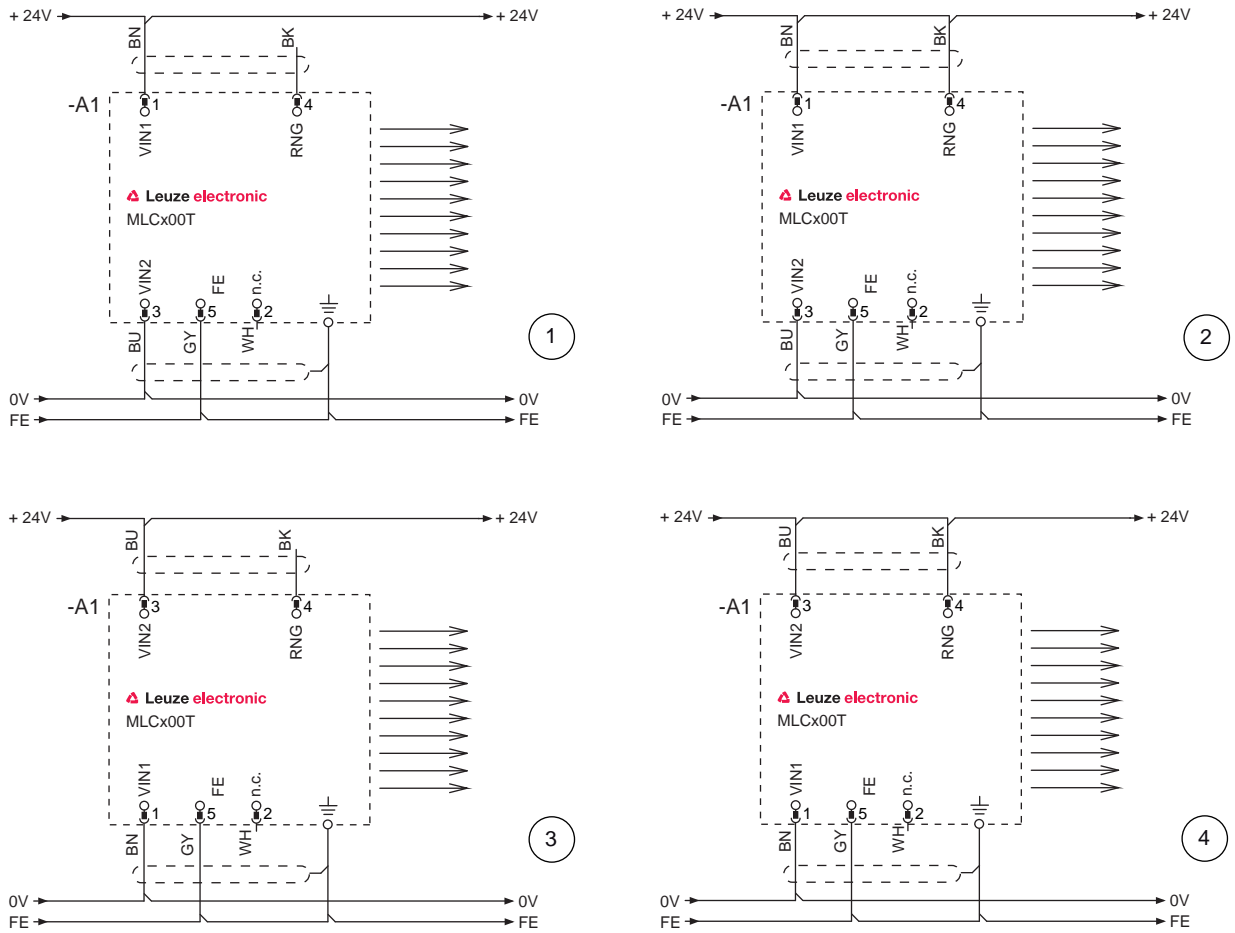 + 24V
+ 24V
BN
BK
-A1
1
4
VIN1
RNG
Leuze electronic
MLCx00T
VIN2
FE
n.c.
3
5
2
BU
GY
WH
1
0V
0V
FE
FE
+ 24V
+ 24V
BN
BK
-A1
1
4
VIN1
RNG
Leuze electronic
MLCx00T
VIN2
FE
n.c.
3
5
2
BU
GY
WH
2
0V
0V
FE
FE
+ 24V
+ 24V
BU
BK
-A1
3
4
VIN2
RNG
Leuze electronic
MLCx00T
VIN1
FE
n.c.
1
5
2
BN
GY
WH
3
0V
0V
FE
FE
+ 24V
+ 24V
BU
BK
-A1
3
4
VIN2
RNG
Leuze electronic
MLCx00T
VIN1
FE
n.c.
1
5
2
BN
GY
WH
4
0V
0V
FE
FE